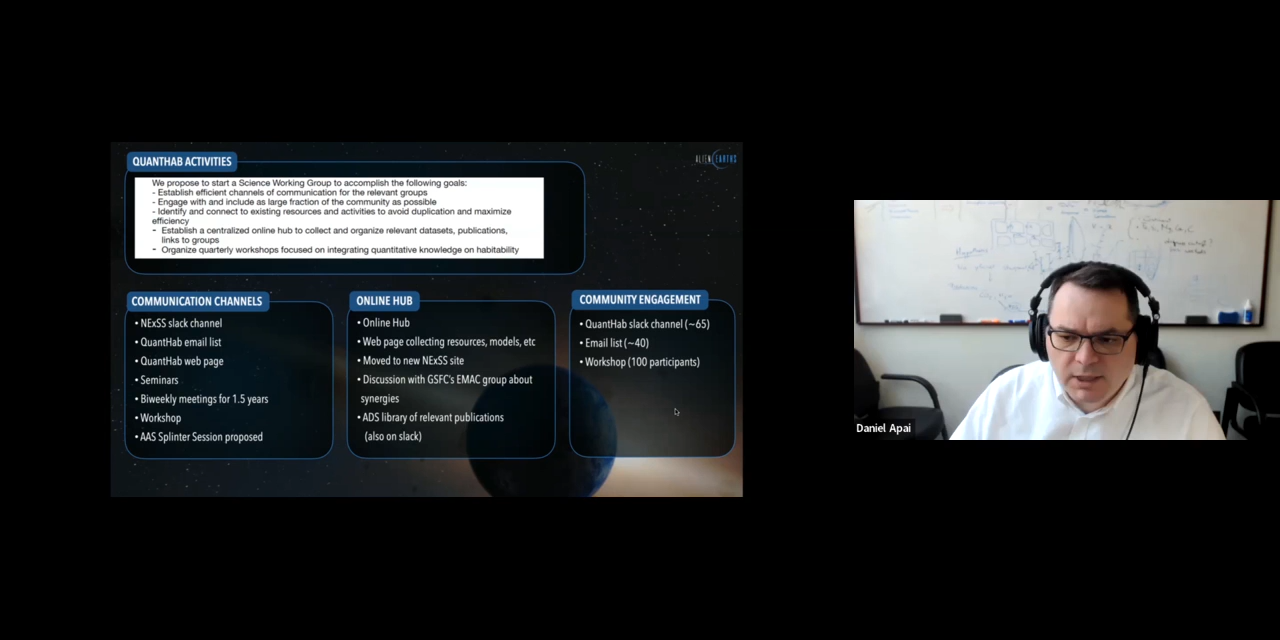 QUANTHAB ACTIVITIES
ALIEN EARTHS
We propose to start a Science Working Group to accomplish the following goals:
- Establish efficient channels of communication for the relevant groups
- Engage with and include as large fraction of the community as possible
- Identify and connect to existing resources and activities to avoid duplication and maximize
efficiency
- Establish a centralized online hub to collect and organize relevant datasets, publications,
links to groups
- Organize quarterly workshops focused on integrating quantitative knowledge on habitability
COMMUNICATION CHANNELS
• NExSS slack channel
• QuantHab email list
• QuantHab web page
• Seminars
• Biweekly meetings for 1.5 years
• Workshop
• AAS Splinter Session proposed
ONLINE HUB
• Online Hub
• Web page collecting resources, models, etc
• Moved to new NExSS site
• Discussion with GSFC's EMAC group about
synergies
• ADS library of relevant publications
(also on slack)
COMMUNITY ENGAGEMENT
• QuantHab slack channel (~65)
• Email list (~40)
• Workshop (100 participants)
Daniel Apai